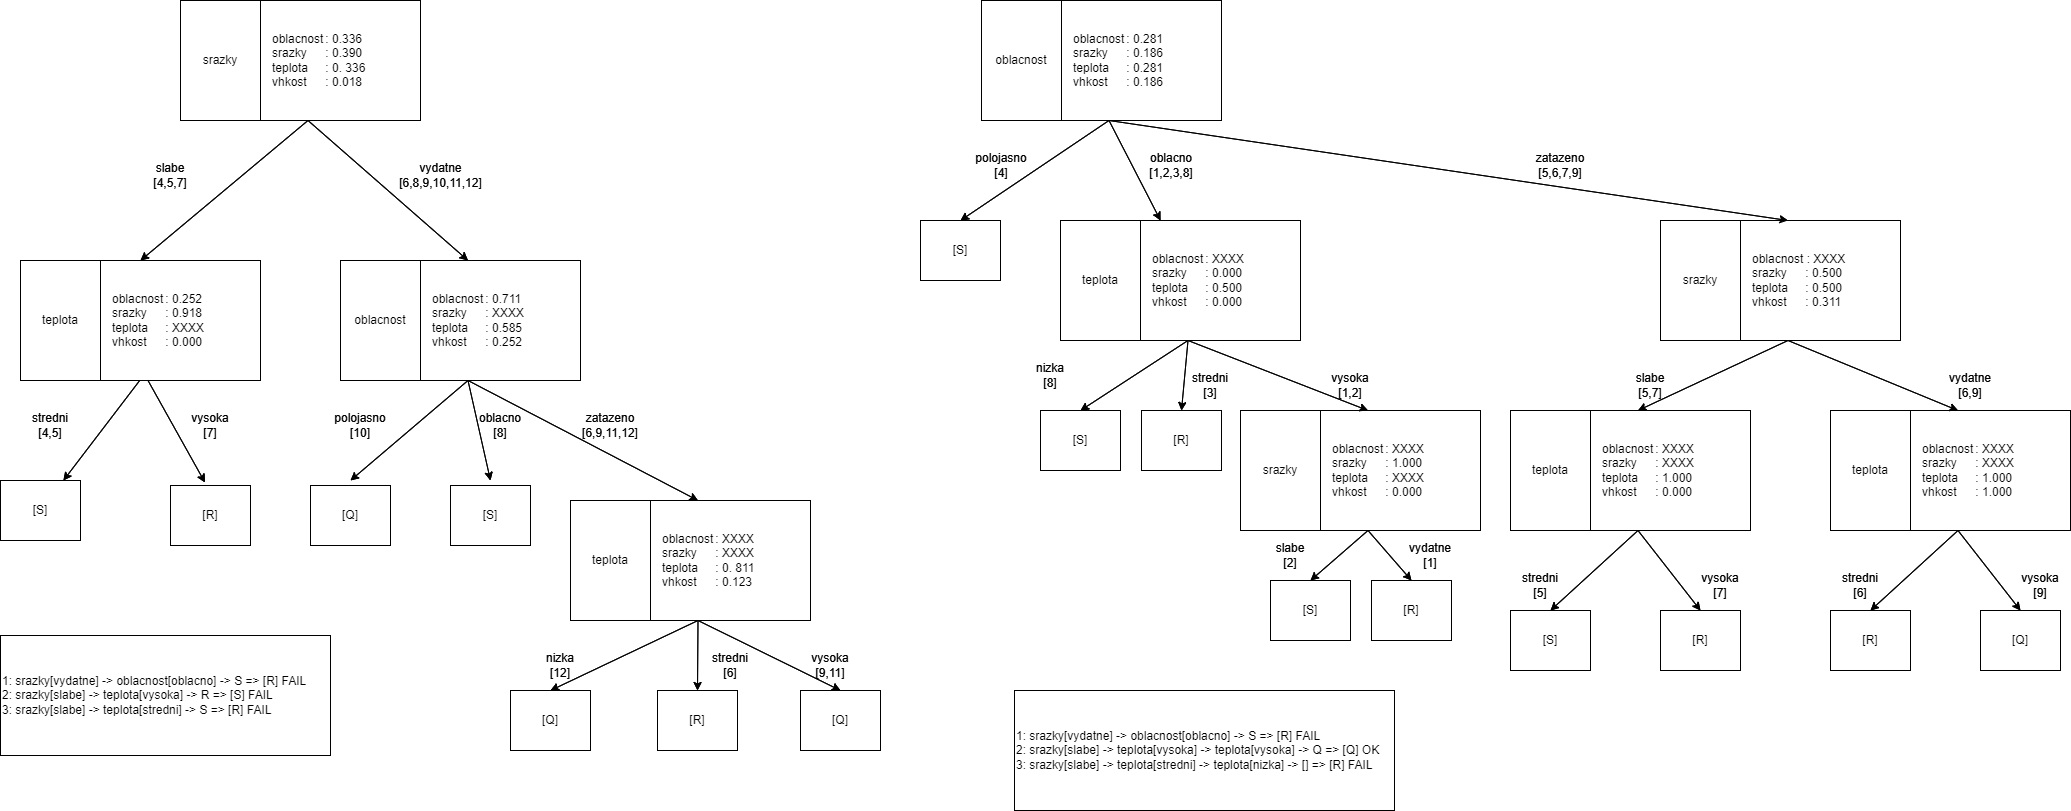 srazky
oblacnost : 0.336
srazky : 0.390
teplota : 0. 336
vhkost : 0.018
slabe
[4,5,7]
vydatne
[6,8,9,10,11,12]
teplota
oblacnost : 0.252
srazky : 0.918
teplota : XXXX
vhkost : 0.000
oblacnost
oblacnost : 0.711
srazky : XXXX
teplota : 0.585
vhkost : 0.252
stredni
[4,5]
vysoka
[7]
polojasno
[10]
oblacno
[8]
zatazeno
[6,9,11,12]
[S]
[R]
[Q]
[S]
teplota
oblacnost : XXXX
srazky : XXXX
teplota : 0. 811
vhkost : 0.123
nizka
[12]
stredni
[6]
vysoka
[9,11]
[Q]
[R]
[Q]
1: srazky[vydatne] -> oblacnost[oblacno] -> S => [R] FAIL
2: srazky[slabe] -> teplota[vysoka] -> R => [S] FAIL
3: srazky[slabe] -> teplota[stredni] -> S => [R] FAIL
oblacnost
oblacnost : 0.281
srazky : 0.186
teplota : 0.281
vhkost : 0.186
polojasno
[4]
oblacno
[1,2,3,8]
zatazeno
[5,6,7,9]
[S]
teplota
oblacnost : XXXX
srazky : 0.000
teplota : 0.500
vhkost : 0.000
srazky
oblacnost : XXXX
srazky : 0.500
teplota : 0.500
vhkost : 0.311
nizka
[8]
stredni
[3]
vysoka
[1,2]
slabe
[5,7]
vydatne
[6,9]
[S]
[R]
srazky
oblacnost : XXXX
srazky : 1.000
teplota : XXXX
vhkost : 0.000
teplota
oblacnost : XXXX
srazky : XXXX
teplota : 1.000
vhkost : 0.000
teplota
oblacnost : XXXX
srazky : XXXX
teplota : 1.000
vhkost : 1.000
slabe
[2]
vydatne
[1]
stredni
[5]
vysoka
[7]
stredni
[6]
vysoka
[9]
[S]
[R]
[S]
[R]
[R]
[Q]
1: srazky[vydatne] -> oblacnost[oblacno] -> S => [R] FAIL
2: srazky[slabe] -> teplota[vysoka] -> teplota[vysoka] -> Q => [Q] OK
3: srazky[slabe] -> teplota[stredni] -> teplota[nizka] -> [] => [R] FAIL